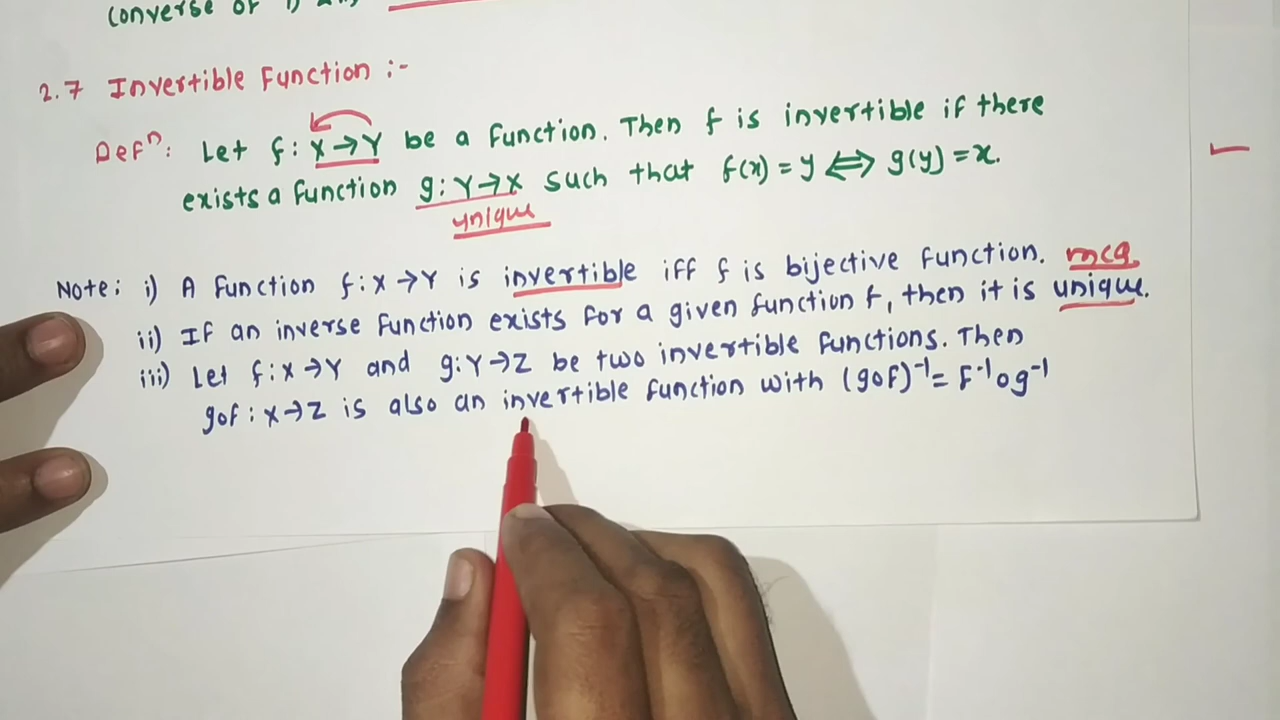 converse of i)
2.7 Invertible Function :-
Defⁿ: Let f: X→Y be a function. Then f is invertible if there
exists a function g: Y→X such that f(x) = y ⟺ g(y) = x.
unique
Note: i) A function f: X→Y is invertible iff f is bijective function. mcq
ii) If an inverse function exists for a given function f, then it is unique.
iii) Let f: X→Y and g: Y→Z be two invertible functions. Then
gof : X→Z is also an invertible function with (gof)⁻¹ = f⁻¹og⁻¹